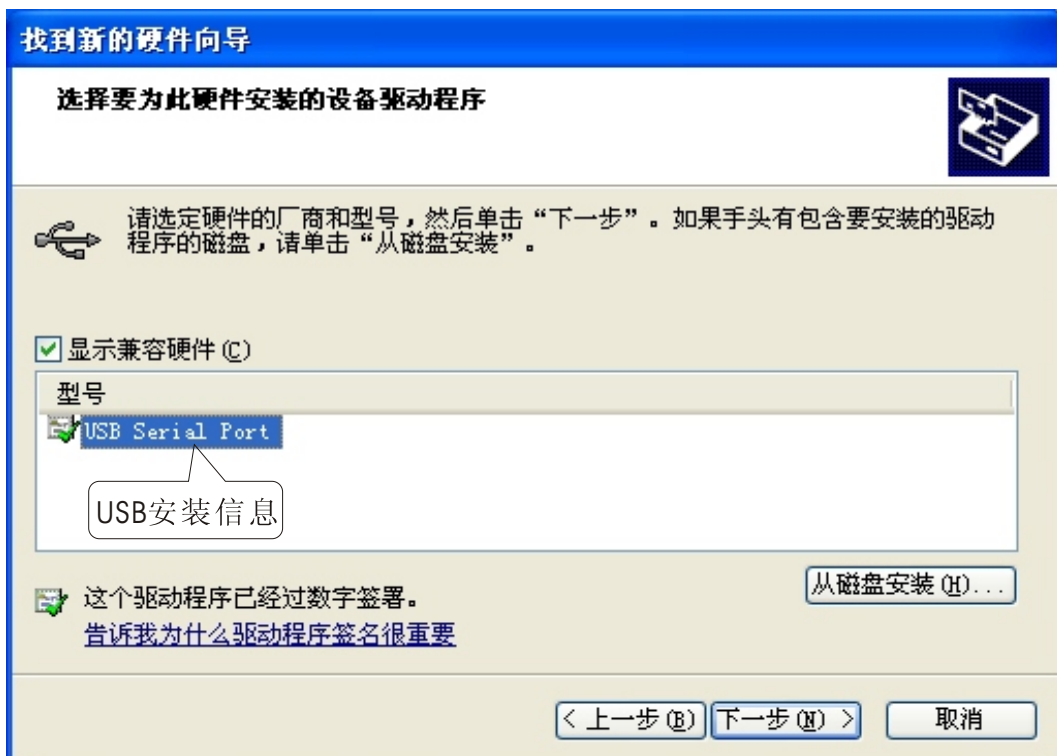 找到新的硬件向导
选择要为此硬件安装的设备驱动程序
请选定硬件的厂商和型号，然后单击“下一步”。如果手头有包含要安装的驱动
程序的磁盘，请单击“从磁盘安装”。
显示兼容硬件(C)
型号
USB Serial Port
USB安装信息
从磁盘安装(H)...
这个驱动程序已经过数字签署。
告诉我为什么驱动程序签名很重要
< 上一步(B) 下一步(N) > 取消